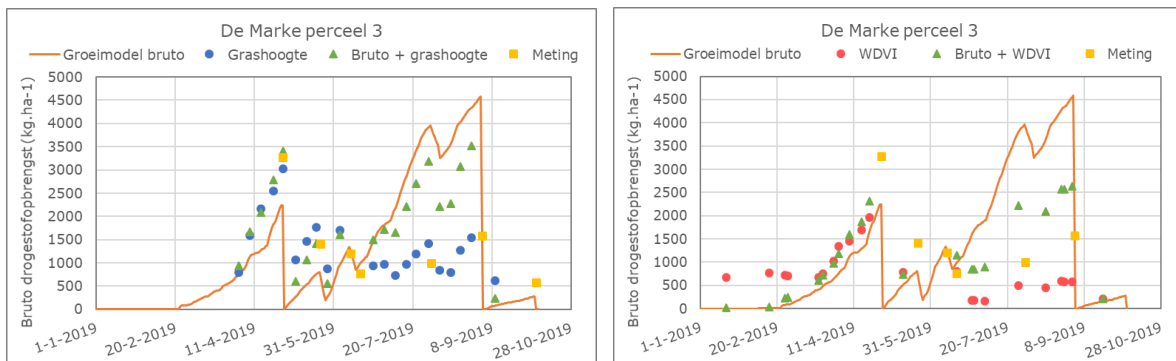 De Marke perceel 3
Groeimodel bruto Grashoogte Bruto + grashoogte Meting
Bruto drogestofopbrengst (kg.ha-1)
5000
4500
4000
3500
3000
2500
2000
1500
1000
500
0
1-1-2019 20-2-2019 11-4-2019 31-5-2019 20-7-2019 8-9-2019 28-10-2019
De Marke perceel 3
Groeimodel bruto WDVI Bruto + WDVI Meting
Bruto drogestofopbrengst (kg.ha-1)
5000
4500
4000
3500
3000
2500
2000
1500
1000
500
0
1-1-2019 20-2-2019 11-4-2019 31-5-2019 20-7-2019 8-9-2019 28-10-2019